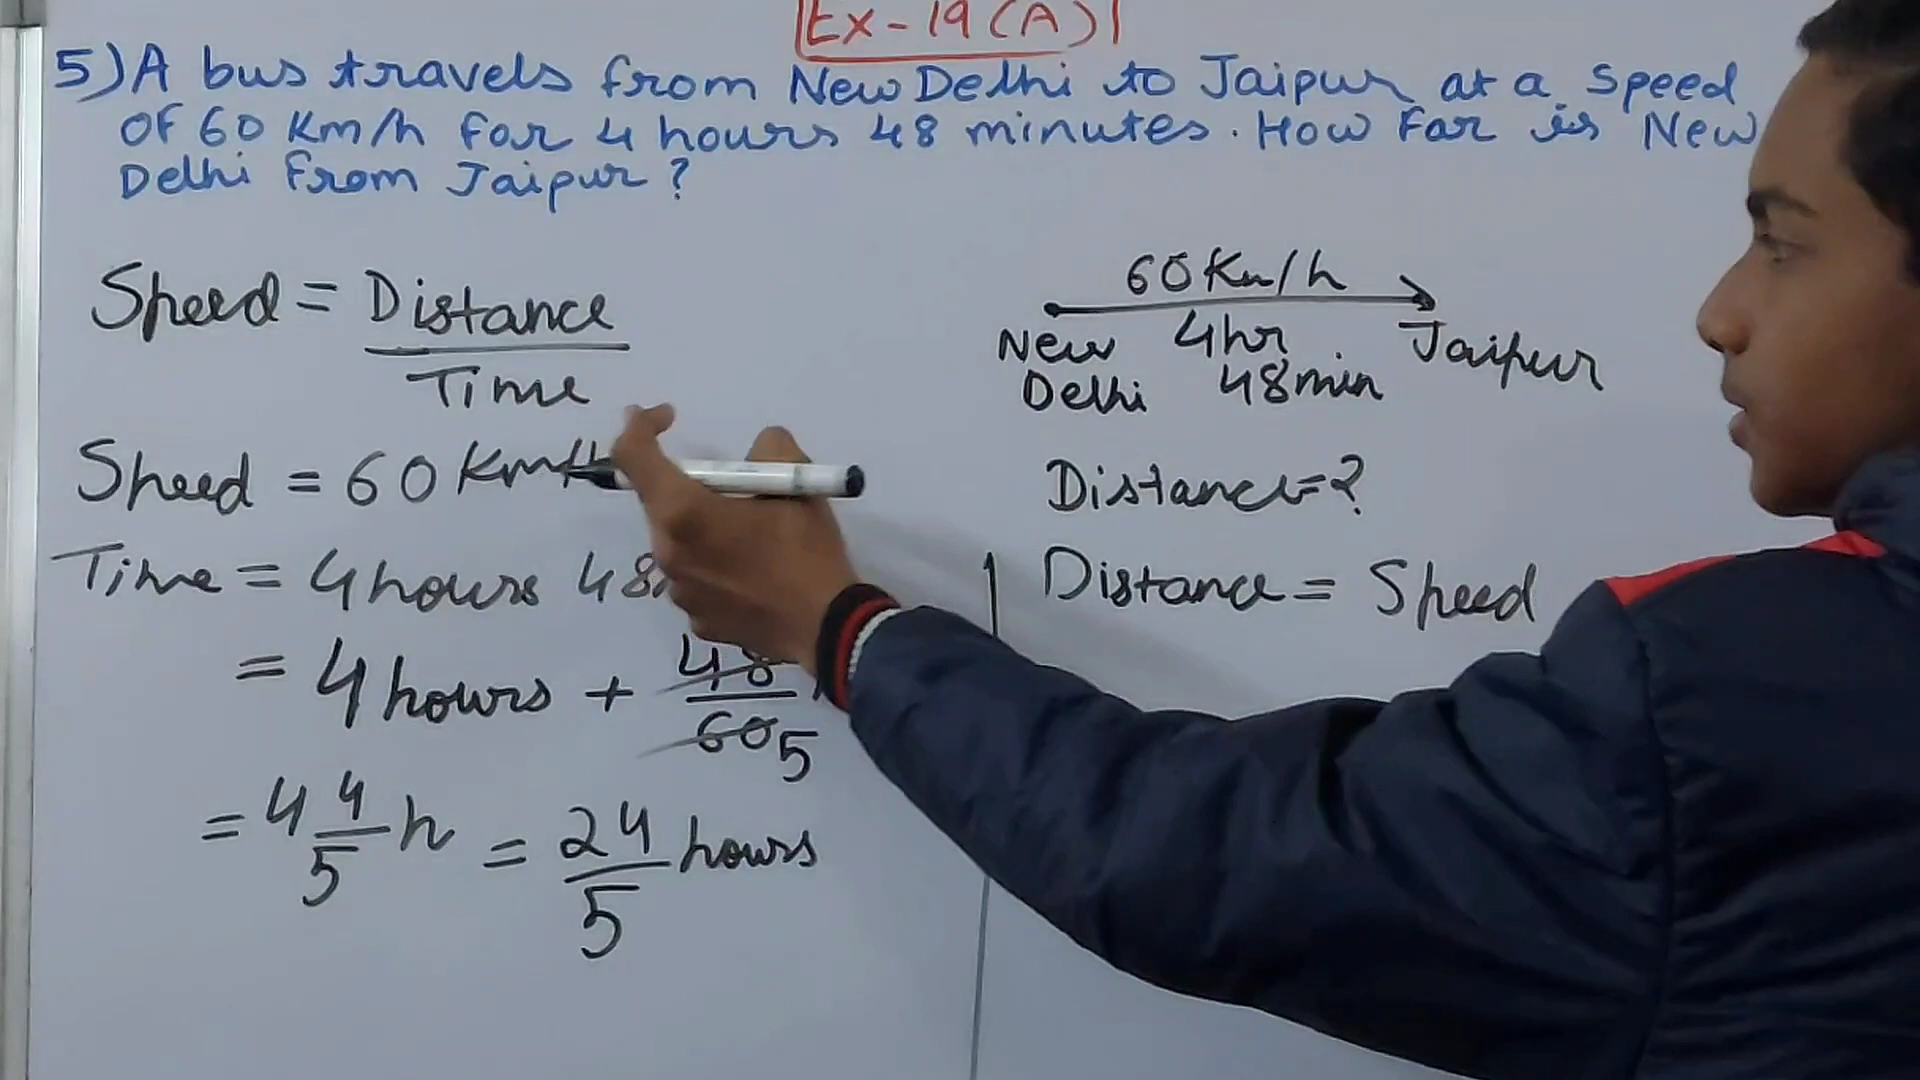 Ex-19(A)
5) A bus travels from New Delhi to Jaipur at a Speed
OF 60 Km/h for 4 hours 48 minutes. How Far is New
Delhi From Jaipur?
Speed = Distance
Time
Speed = 60 Km/h
Time = 4 hours 48
= 4 hours + 48
60 5
= 4 4/5 h = 24/5 hours
60 Km/h
New 4hr Jaipur
Delhi 48min
Distance=?
Distance = Speed